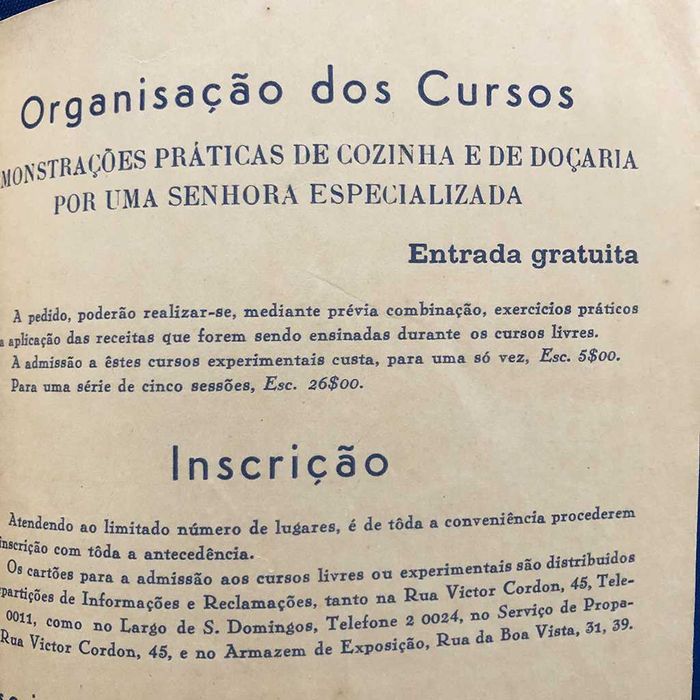 Organisação dos Cursos
MONSTRAÇÕES PRÁTICAS DE COZINHA E DE DOÇARIA
POR UMA SENHORA ESPECIALIZADA
Entrada gratuita
A pedido, poderão realizar-se, mediante prévia combinação, exercicios práticos
a aplicação das receitas que forem sendo ensinadas durante os cursos livres.
A admissão a êstes cursos experimentais custa, para uma só vez, Esc. 5$00.
Para uma série de cinco sessões, Esc. 26$00.
Inscrição
Atendendo ao limitado número de lugares, é de tôda a conveniência procederem
inscrição com tôda a antecedência.
Os cartões para a admissão aos cursos livres ou experimentais são distribuidos
partições de Informações e Reclamações, tanto na Rua Victor Cordon, 45, Tele-
0011, como no Largo de S. Domingos, Telefone 2 0024, no Serviço de Propa-
Rua Victor Cordon, 45, e no Armazem de Exposição, Rua da Boa Vista, 31, 39.